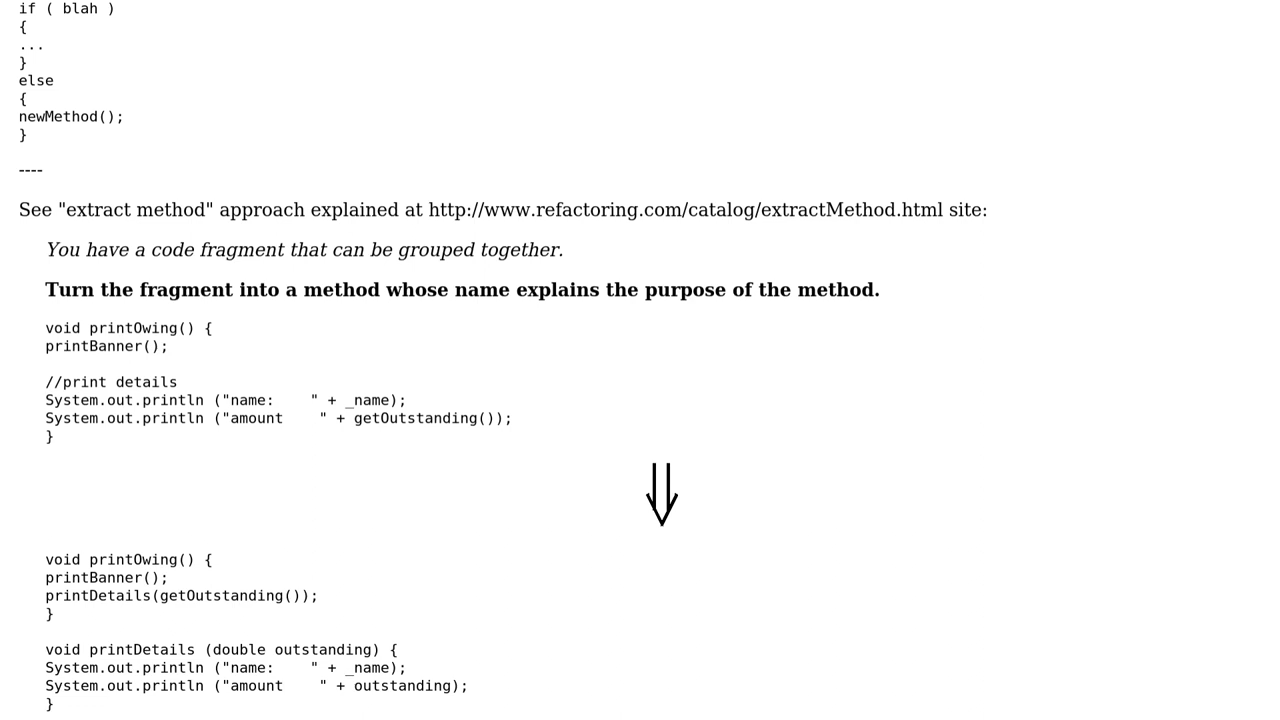 if ( blah )
{
...
}
else
{
newMethod();
}
----
See "extract method" approach explained at http://www.refactoring.com/catalog/extractMethod.html site:
You have a code fragment that can be grouped together.
Turn the fragment into a method whose name explains the purpose of the method.
void printOwing() {
printBanner();
//print details
System.out.println ("name:    " + _name);
System.out.println ("amount    " + getOutstanding());
}
void printOwing() {
printBanner();
printDetails(getOutstanding());
}
void printDetails (double outstanding) {
System.out.println ("name:    " + _name);
System.out.println ("amount    " + outstanding);
}